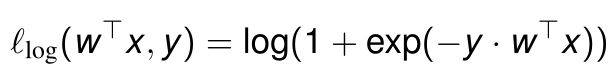 ℓ_log(w⊤x, y) = log(1 + exp(−y · w⊤x))